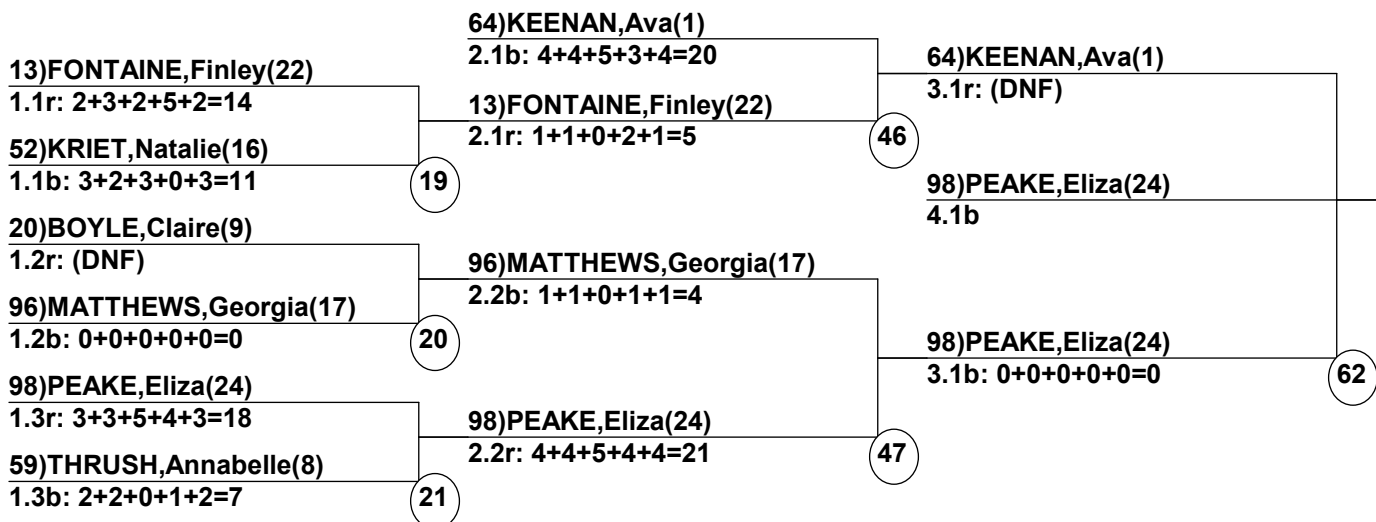 13)FONTAINE,Finley(22)
1.1r: 2+3+2+5+2=14
52)KRIET,Natalie(16)
1.1b: 3+2+3+0+3=11
19
20)BOYLE,Claire(9)
1.2r: (DNF)
96)MATTHEWS,Georgia(17)
1.2b: 0+0+0+0+0=0
20
98)PEAKE,Eliza(24)
1.3r: 3+3+5+4+3=18
59)THRUSH,Annabelle(8)
1.3b: 2+2+0+1+2=7
21
64)KEENAN,Ava(1)
2.1b: 4+4+5+3+4=20
13)FONTAINE,Finley(22)
2.1r: 1+1+0+2+1=5
46
96)MATTHEWS,Georgia(17)
2.2b: 1+1+0+1+1=4
98)PEAKE,Eliza(24)
2.2r: 4+4+5+4+4=21
47
64)KEENAN,Ava(1)
3.1r: (DNF)
98)PEAKE,Eliza(24)
4.1b
98)PEAKE,Eliza(24)
3.1b: 0+0+0+0+0=0
62